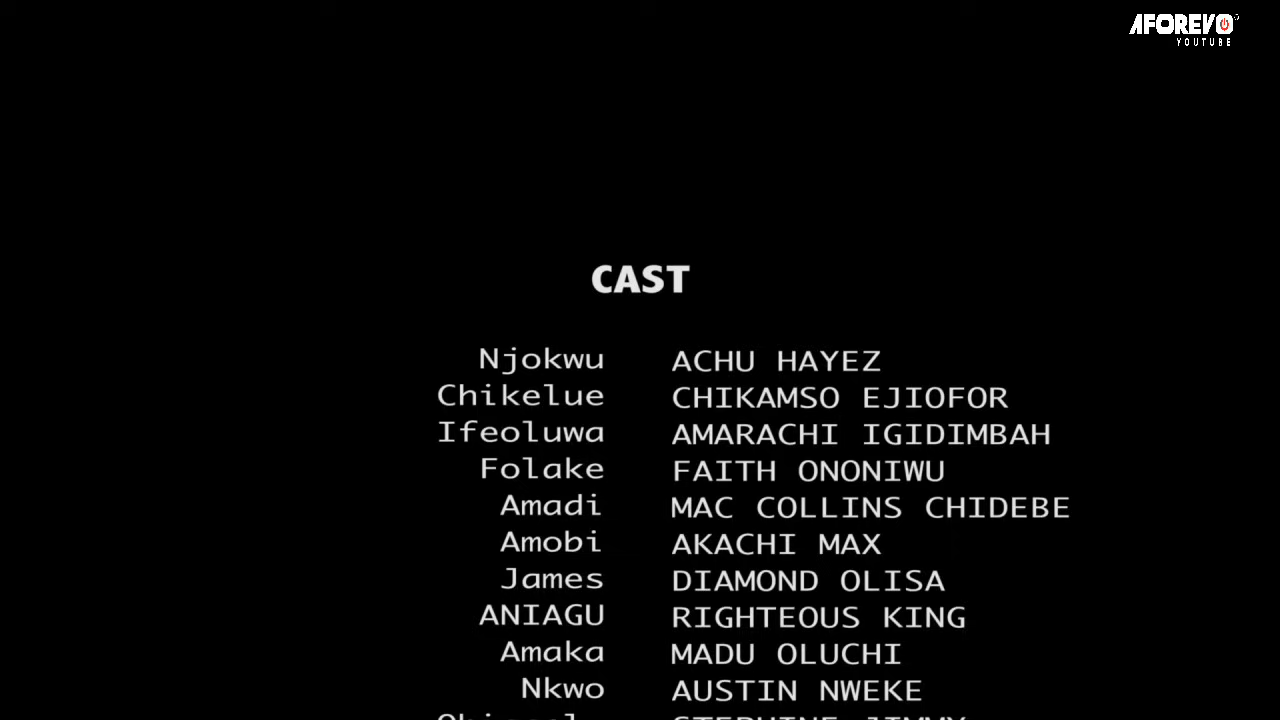 AFOREVO
YOUTUBE
CAST
Njokwu ACHU HAYEZ
Chikelue CHIKAMSO EJIOFOR
Ifeoluwa AMARACHI IGIDIMBAH
Folake FAITH ONONIWU
Amadi MAC COLLINS CHIDEBE
Amobi AKACHI MAX
James DIAMOND OLISA
ANIAGU RIGHTEOUS KING
Amaka MADU OLUCHI
Nkwo AUSTIN NWEKE